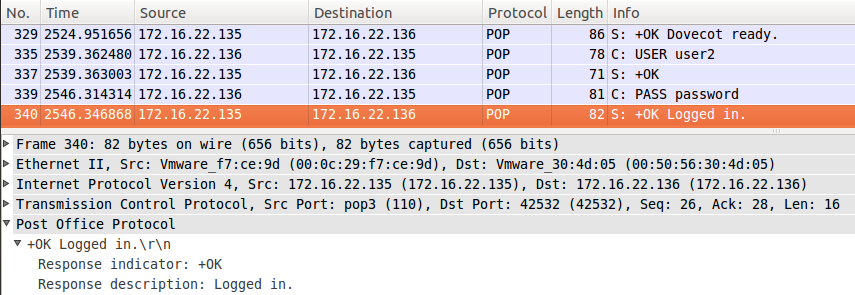 No. Time Source Destination Protocol Length Info
329 2524.951656 172.16.22.135 172.16.22.136 POP 86 S: +OK Dovecot ready.
335 2539.362480 172.16.22.136 172.16.22.135 POP 78 C: USER user2
337 2539.363003 172.16.22.135 172.16.22.136 POP 71 S: +OK
339 2546.314314 172.16.22.136 172.16.22.135 POP 81 C: PASS password
340 2546.346868 172.16.22.135 172.16.22.136 POP 82 S: +OK Logged in.
Frame 340: 82 bytes on wire (656 bits), 82 bytes captured (656 bits)
Ethernet II, Src: Vmware_f7:ce:9d (00:0c:29:f7:ce:9d), Dst: Vmware_30:4d:05 (00:50:56:30:4d:05)
Internet Protocol Version 4, Src: 172.16.22.135 (172.16.22.135), Dst: 172.16.22.136 (172.16.22.136)
Transmission Control Protocol, Src Port: pop3 (110), Dst Port: 42532 (42532), Seq: 26, Ack: 28, Len: 16
Post Office Protocol
+OK Logged in.\r\n
Response indicator: +OK
Response description: Logged in.